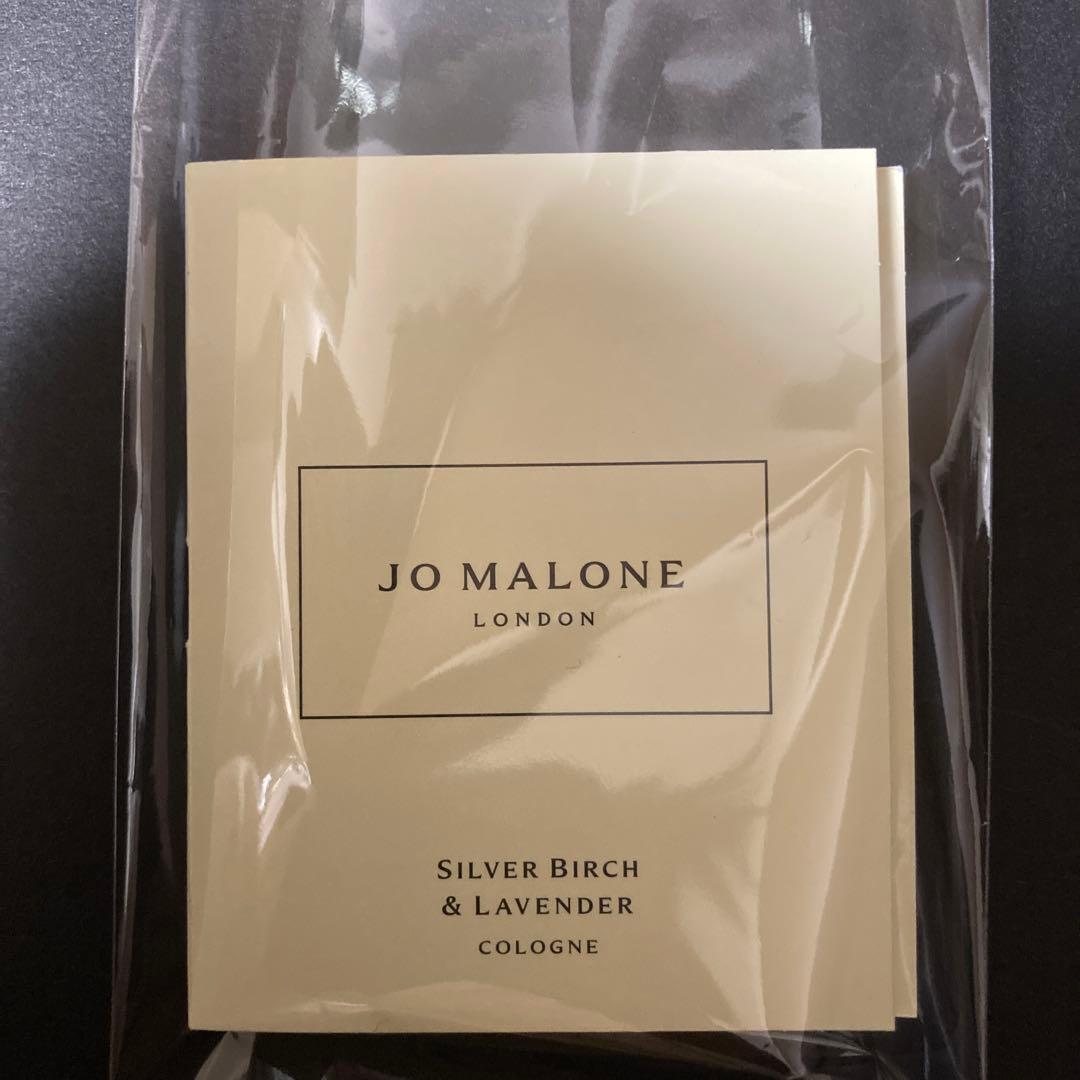 JO MALONE
LONDON
SILVER BIRCH
& LAVENDER
COLOGNE